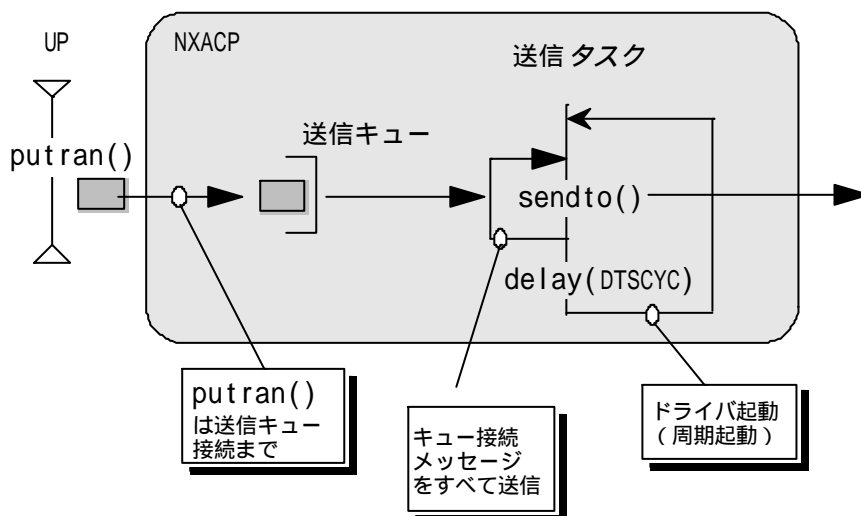 UP
NXACP
送信タスク
送信キュー
putran()
sendto()
delay(DTSCYC)
putran()
は送信キュー
接続まで
キュー接続
メッセージ
をすべて送信
ドライバ起動
(周期起動)